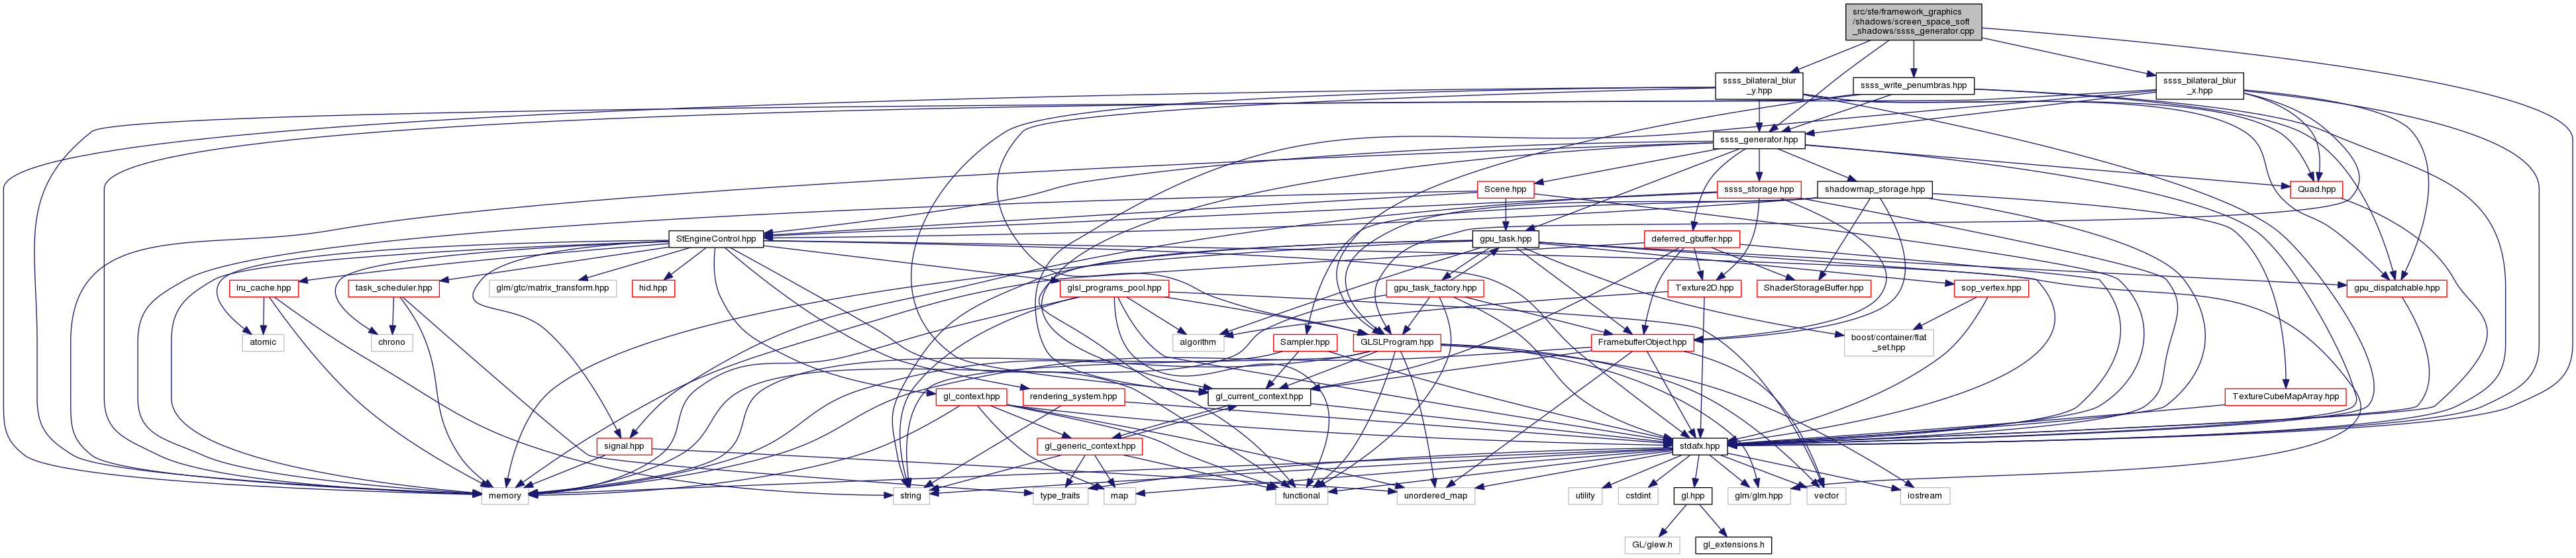 src/ste/framework_graphics
/shadows/screen_space_soft
_shadows/ssss_generator.cpp
ssss_bilateral_blur
_y.hpp
ssss_write_penumbras.hpp
ssss_bilateral_blur
_x.hpp
ssss_generator.hpp
Scene.hpp
ssss_storage.hpp
shadowmap_storage.hpp
Quad.hpp
StEngineControl.hpp
gpu_task.hpp
deferred_gbuffer.hpp
lru_cache.hpp
task_scheduler.hpp
glm/gtc/matrix_transform.hpp
hid.hpp
glsl_programs_pool.hpp
gpu_task_factory.hpp
Texture2D.hpp
ShaderStorageBuffer.hpp
sop_vertex.hpp
gpu_dispatchable.hpp
atomic
chrono
algorithm
Sampler.hpp
GLSLProgram.hpp
FramebufferObject.hpp
boost/container/flat
_set.hpp
gl_context.hpp
rendering_system.hpp
gl_current_context.hpp
TextureCubeMapArray.hpp
signal.hpp
gl_generic_context.hpp
stdafx.hpp
memory
string
type_traits
map
functional
unordered_map
utility
cstdint
gl.hpp
glm/glm.hpp
vector
iostream
GL/glew.h
gl_extensions.h